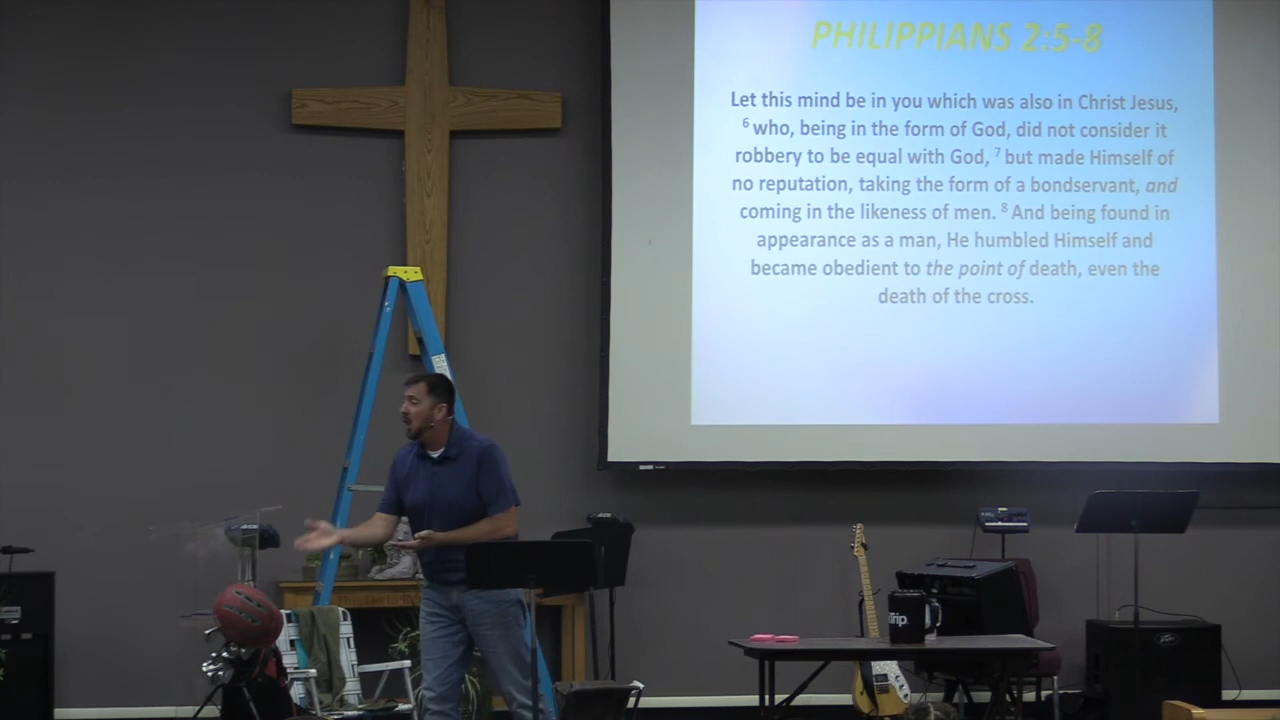 PHILIPPIANS 2:5-8
Let this mind be in you which was also in Christ Jesus,
6 who, being in the form of God, did not consider it
robbery to be equal with God, 7 but made Himself of
no reputation, taking the form of a bondservant, and
coming in the likeness of men. 8 And being found in
appearance as a man, He humbled Himself and
became obedient to the point of death, even the
death of the cross.
Trip